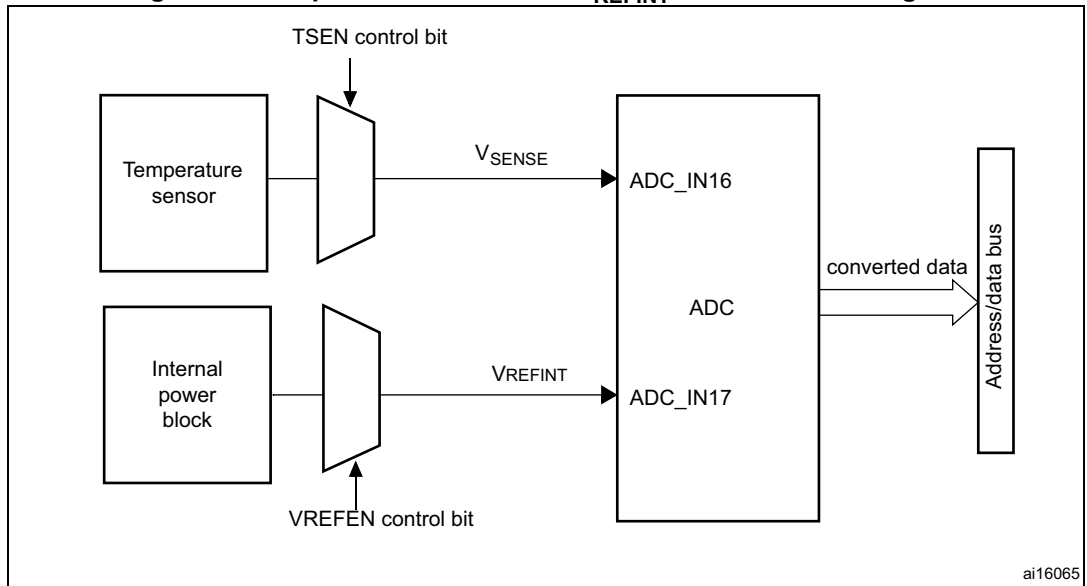 TSEN control bit
Temperature
sensor
VSENSE
ADC_IN16
converted data
Address/data bus
ADC
Internal
power
block
VREFINT
ADC_IN17
VREFEN control bit
ai16065